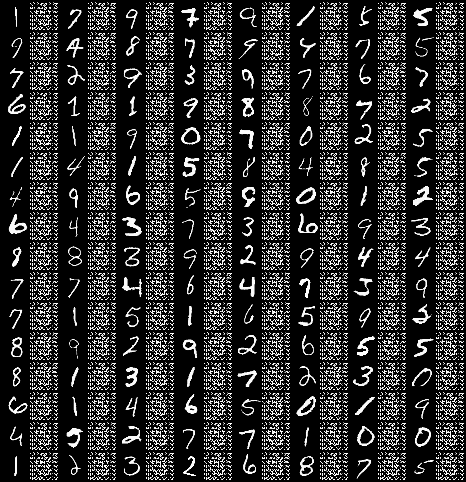 1 7 9 7 9 1 5 5
9 4 8 7 9 4 7 5
7 2 9 3 9 7 6 7
6 1 1 9 8 8 7 2
1 1 9 0 7 0 2 5
1 4 1 5 8 4 8 5
4 9 6 5 8 0 1 2
6 4 3 7 3 6 9 3
8 8 3 9 2 9 4 4
7 7 4 6 4 7 5 9
7 1 5 1 6 5 9 2
8 9 2 9 2 6 5 5
8 1 3 1 7 2 3 0
6 1 4 6 5 0 1 9
4 5 2 7 7 1 0 0
1 2 3 2 6 8 7 5